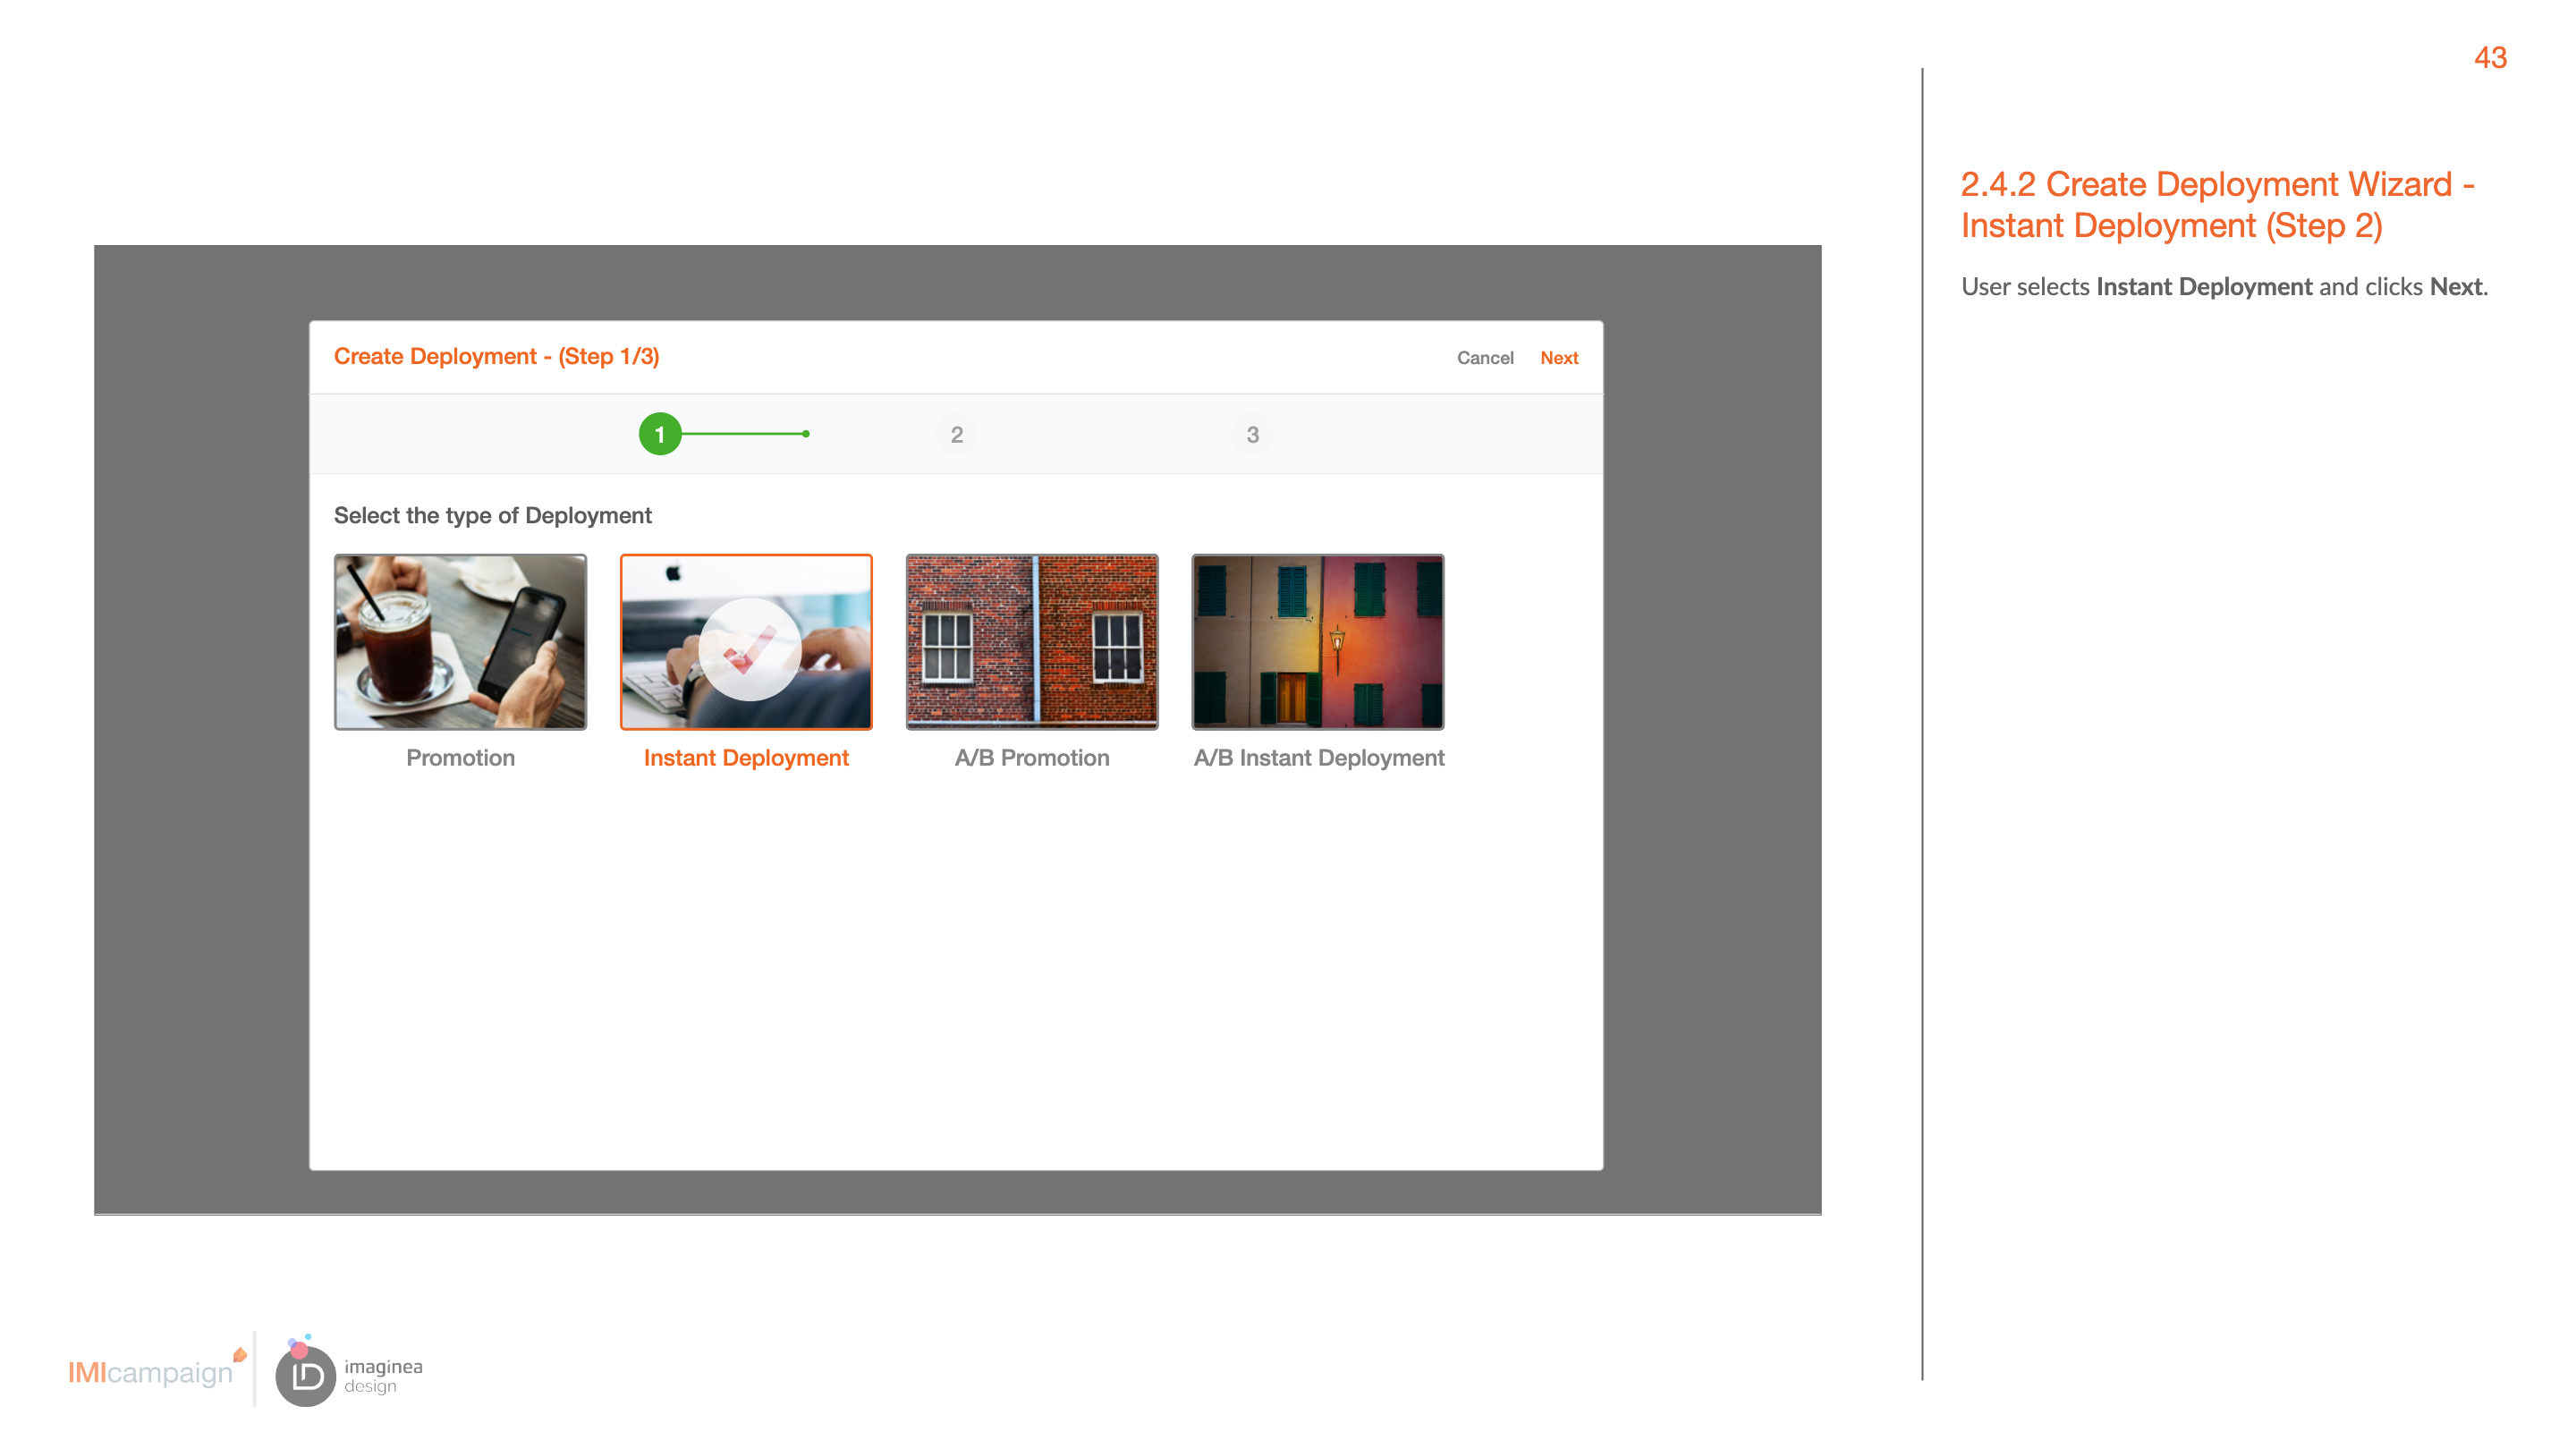 43
2.4.2 Create Deployment Wizard -
Instant Deployment (Step 2)
User selects Instant Deployment and clicks Next.
Create Deployment - (Step 1/3)
Cancel Next
1 2 3
Select the type of Deployment
Promotion Instant Deployment A/B Promotion A/B Instant Deployment
IMIcampaign
iD imaginea
design